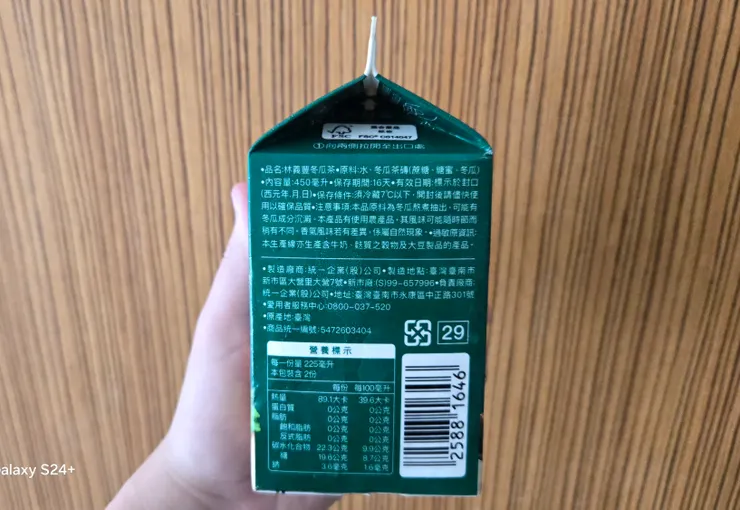 FSC
FSC® C014047
①向兩側拉開至出口處
•品名:林義豐冬瓜茶•原料:水、冬瓜茶磚(蔗糖、糖蜜、冬瓜)
•內容量:450毫升•保存期間:16天•有效日期:標示於封口
(西元年.月.日)•保存條件:須冷藏7℃以下,開封後請儘快使
用以確保品質•注意事項:本品原料為冬瓜熬煮抽出,可能有
冬瓜成分沉澱。本產品有使用農產品,其風味可能隨時節而
稍有不同。香氣風味若有差異,係屬自然現象。•過敏原資訊:
本生產線亦生產含牛奶、麩質之穀物及大豆製品的產品。
•製造廠商:統一企業(股)公司•製造地點:臺灣臺南市
新市區大營里大營7號•新市廠:(S)99-657996•負責廠商:
統一企業(股)公司•地址:臺灣臺南市永康區中正路301號
•愛用者服務中心:0800-037-520
•原產地:臺灣
•商品統一編號:5472603404
29
營養標示
每一份量 225毫升
本包裝含 2份
每份 每100毫升
熱量 89.1大卡 39.6大卡
蛋白質 0公克 0公克
脂肪 0公克 0公克
飽和脂肪 0公克 0公克
反式脂肪 0公克 0公克
碳水化合物 22.3公克 9.9公克
糖 19.6公克 8.7公克
鈉 3.6毫克 1.6毫克
2588 1646
Galaxy S24+